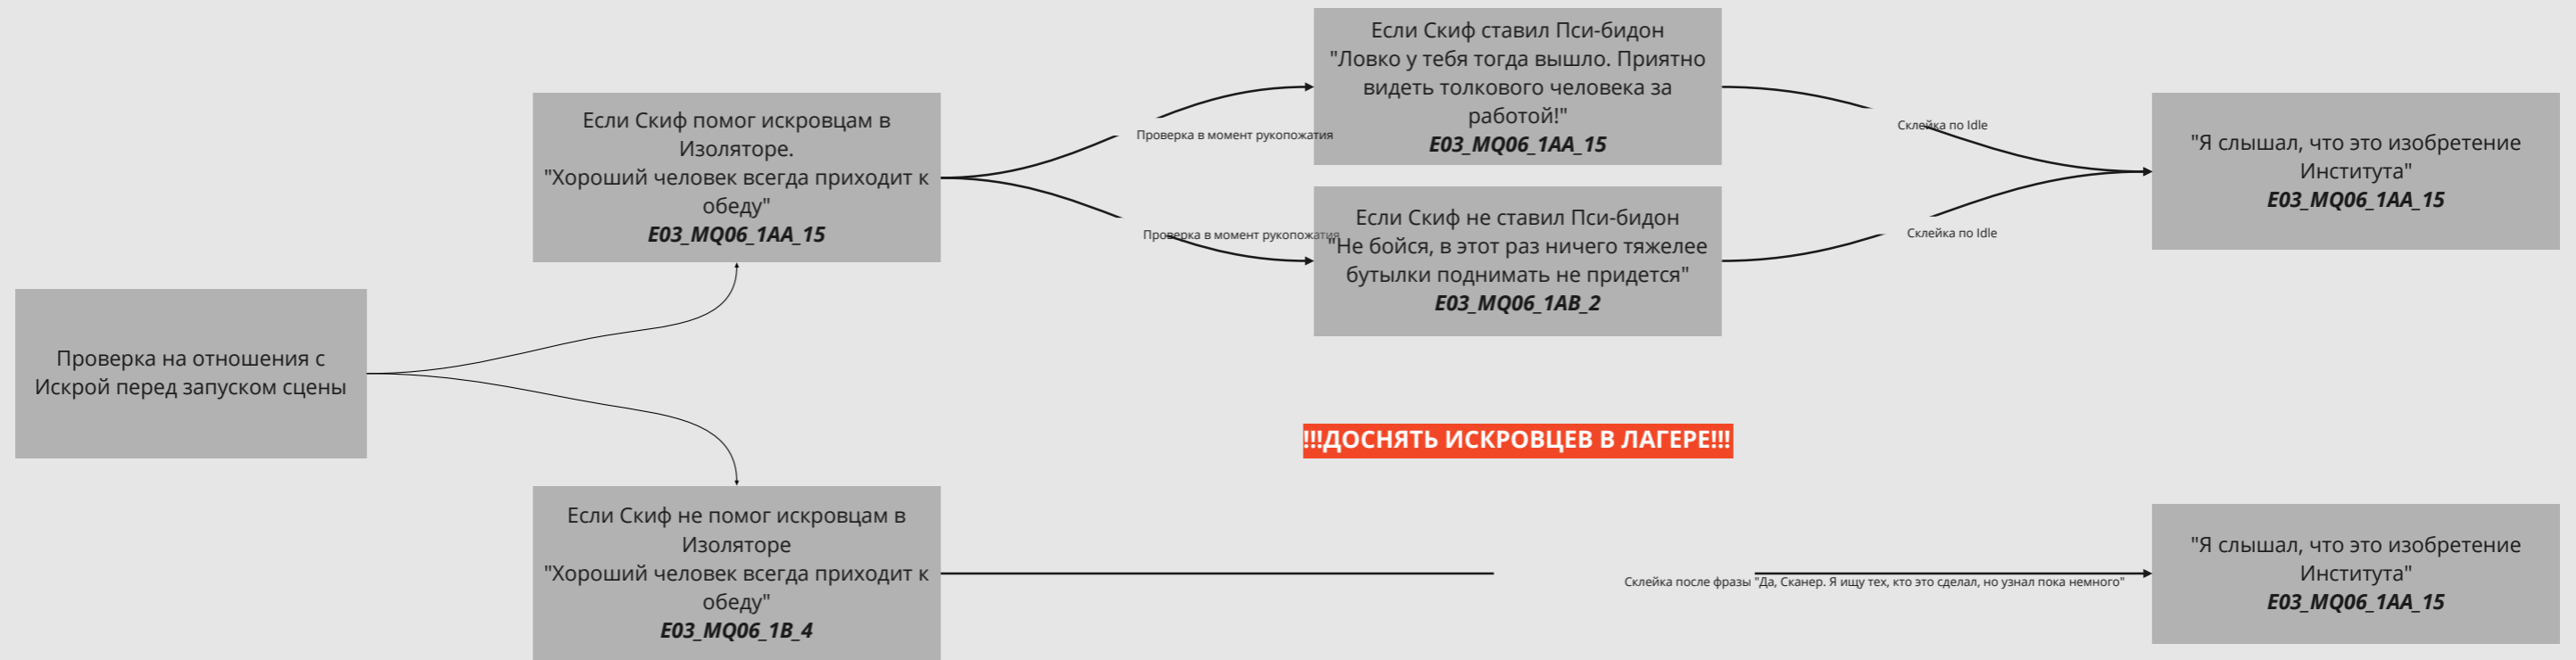 Проверка на отношения с
Искрой перед запуском сцены
Если Скиф помог искровцам в
Изоляторе.
"Хороший человек всегда приходит к
обеду"
E03_MQ06_1AA_15
Проверка в момент рукопожатия
Если Скиф ставил Пси-бидон
"Ловко у тебя тогда вышло. Приятно
видеть толкового человека за
работой!"
E03_MQ06_1AA_15
Склейка по Idle
Проверка в момент рукопожатия
Если Скиф не ставил Пси-бидон
"Не бойся, в этот раз ничего тяжелее
бутылки поднимать не придется"
E03_MQ06_1AB_2
Склейка по Idle
"Я слышал, что это изобретение
Института"
E03_MQ06_1AA_15
!!!ДОСНЯТЬ ИСКРОВЦЕВ В ЛАГЕРЕ!!!
Если Скиф не помог искровцам в
Изоляторе
"Хороший человек всегда приходит к
обеду"
E03_MQ06_1B_4
Склейка после фразы "Да, Сканер. Я ищу тех, кто это сделал, но узнал пока немного"
"Я слышал, что это изобретение
Института"
E03_MQ06_1AA_15